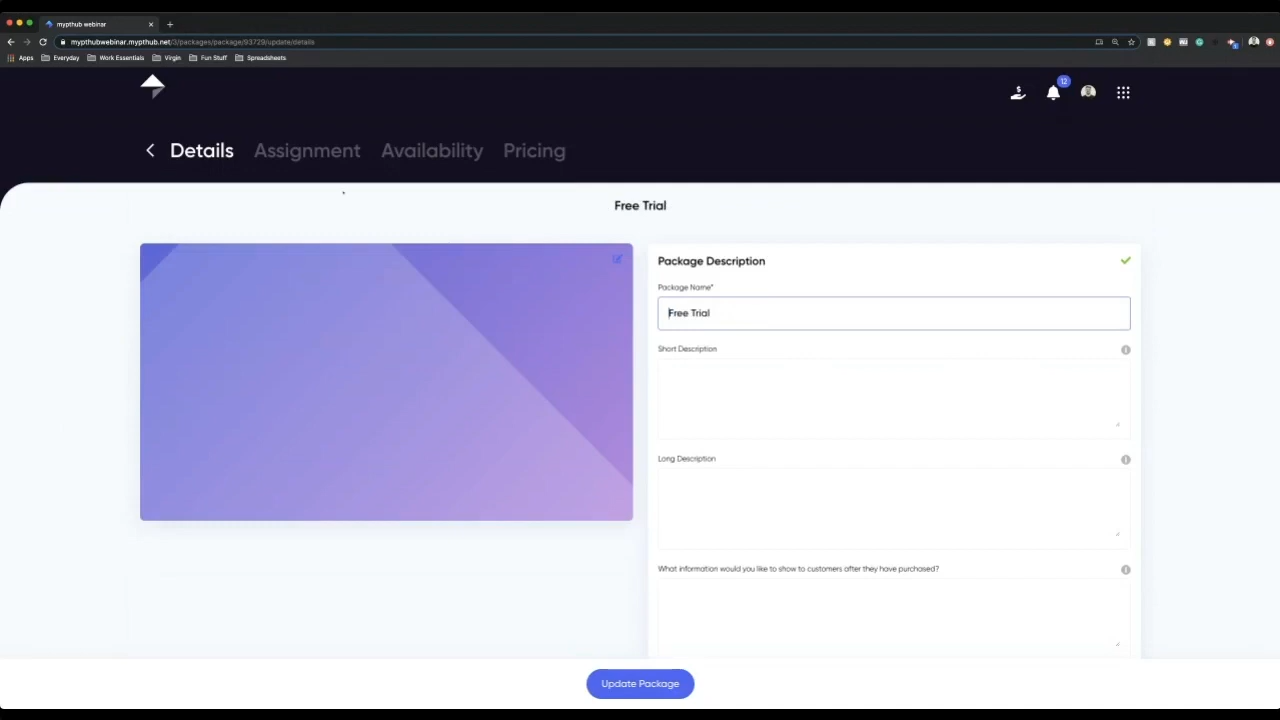 mypthub webinar
mypthubwebinar.mypthub.net/3/packages/package/93729/update/details
Apps Everyday Work Essentials Virgin Fun Stuff Spreadsheets
12
Details Assignment Availability Pricing
Free Trial
Package Description
Package Name*
Free Trial
Short Description
Long Description
What information would you like to show to customers after they have purchased?
Update Package